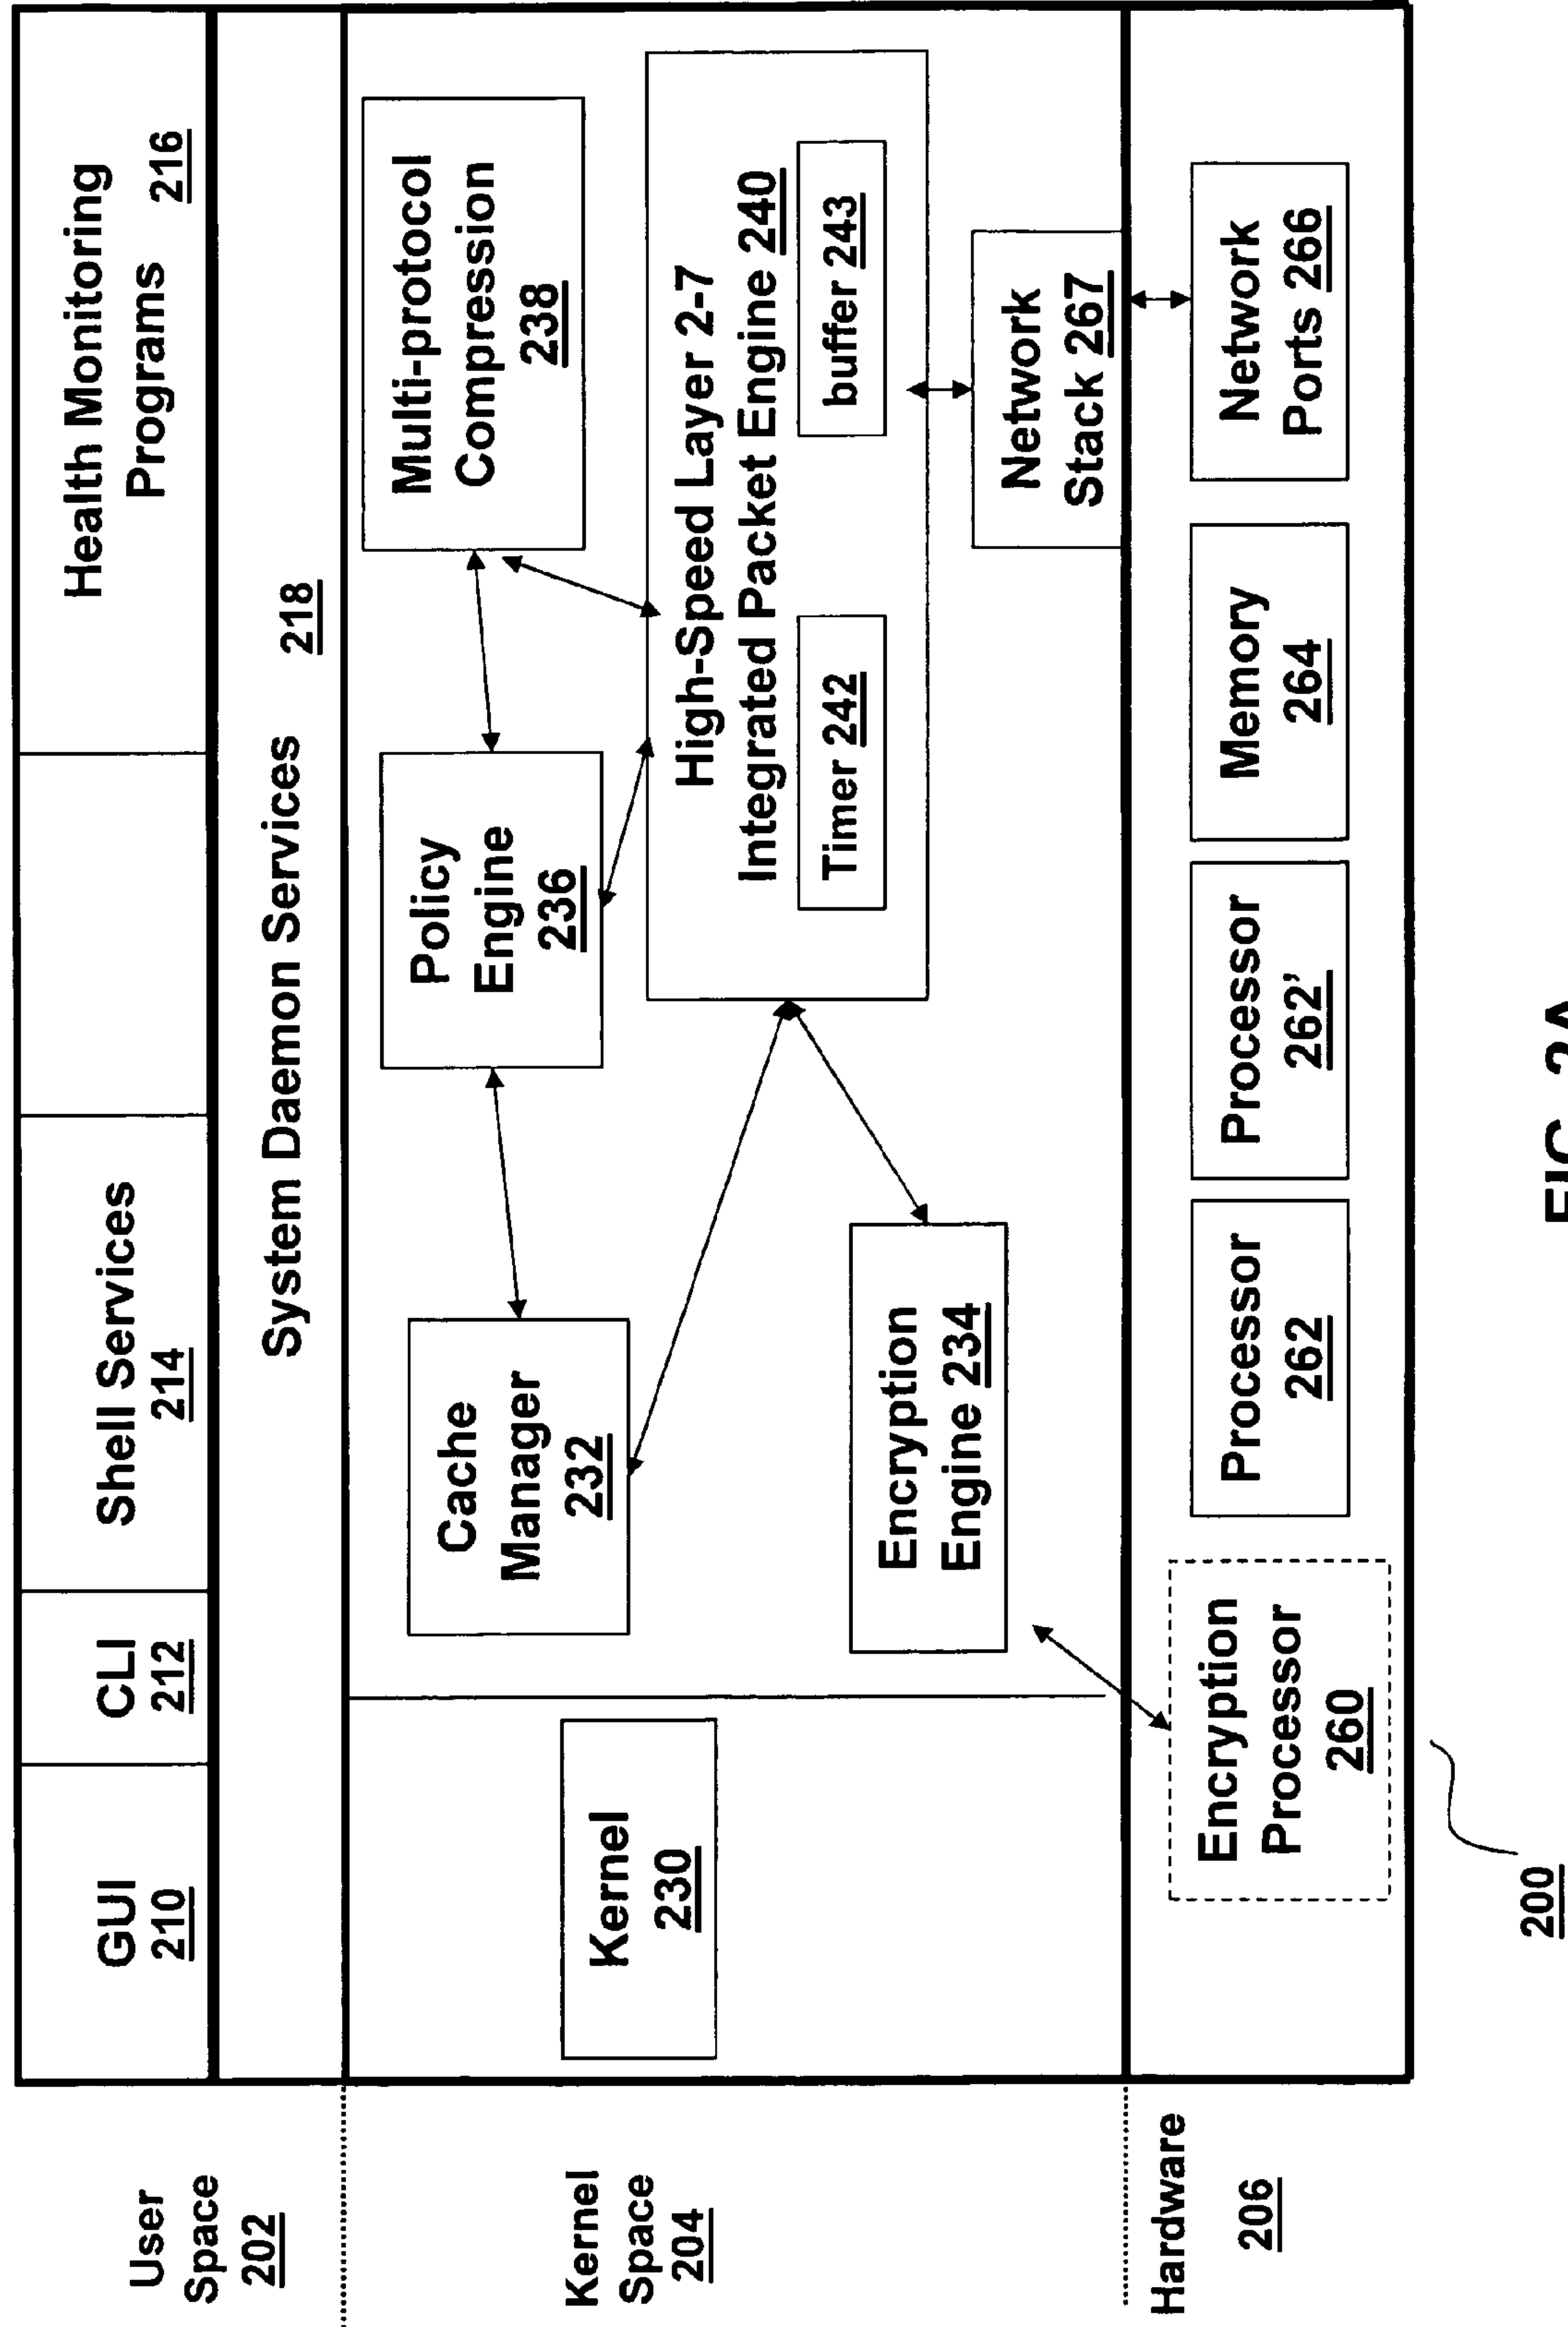 User
Space
202
GUI
210
CLI
212
Shell Services
214
Health Monitoring
Programs
216
System Daemon Services
218
Kernel
Space
204
Kernel
230
Cache
Manager
232
Policy
Engine
236
Multi-protocol
Compression
238
High-Speed Layer 2-7
Integrated Packet Engine 240
Timer 242
buffer 243
Encryption
Engine 234
Network
Stack 267
Hardware
206
Encryption
Processor
260
Processor
262
Processor
262’
Memory
264
Network
Ports 266
200
FIG. 2A